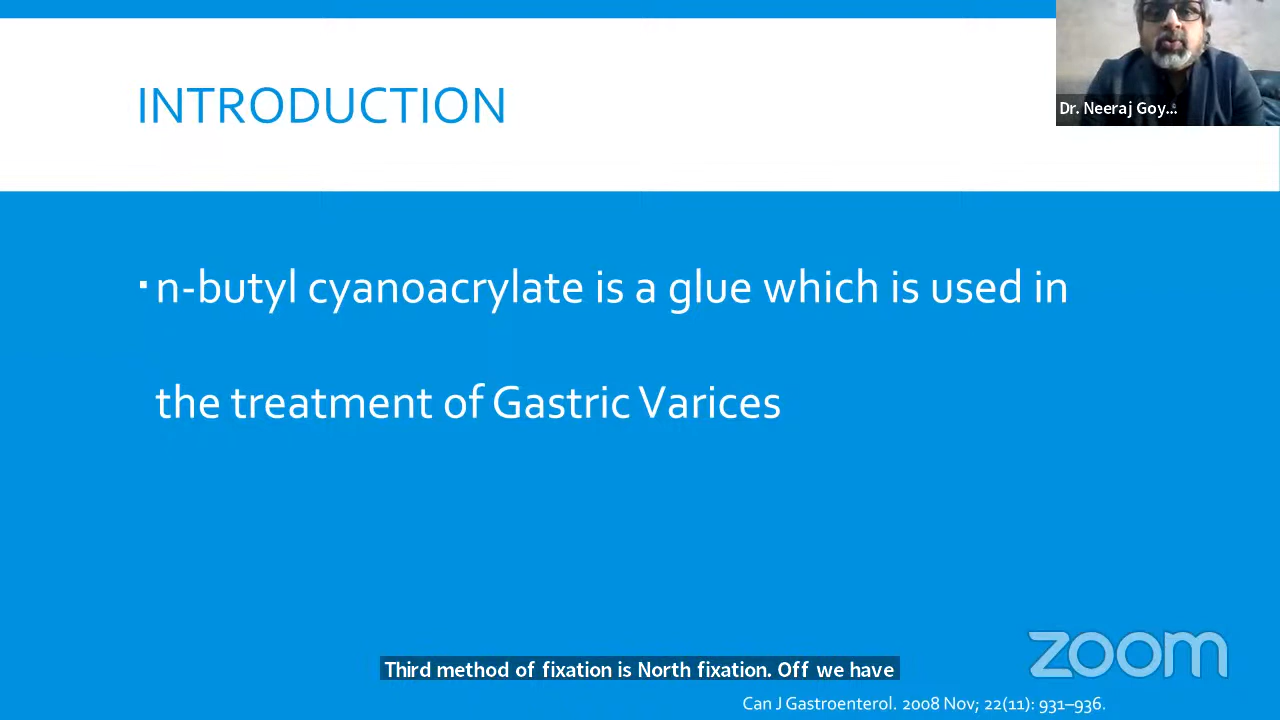 INTRODUCTION
Dr. Neeraj Goy...
▪ n-butyl cyanoacrylate is a glue which is used in
the treatment of Gastric Varices
Third method of fixation is North fixation. Off we have
zoom
Can J Gastroenterol. 2008 Nov; 22(11): 931–936.